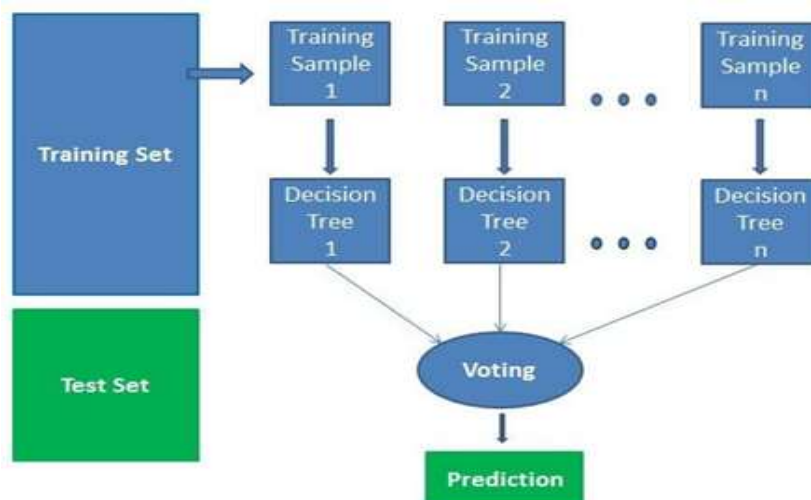 Training Set
Training
Sample
1
Training
Sample
2
Training
Sample
n
Decision
Tree
1
Decision
Tree
2
Decision
Tree
n
Test Set
Voting
Prediction